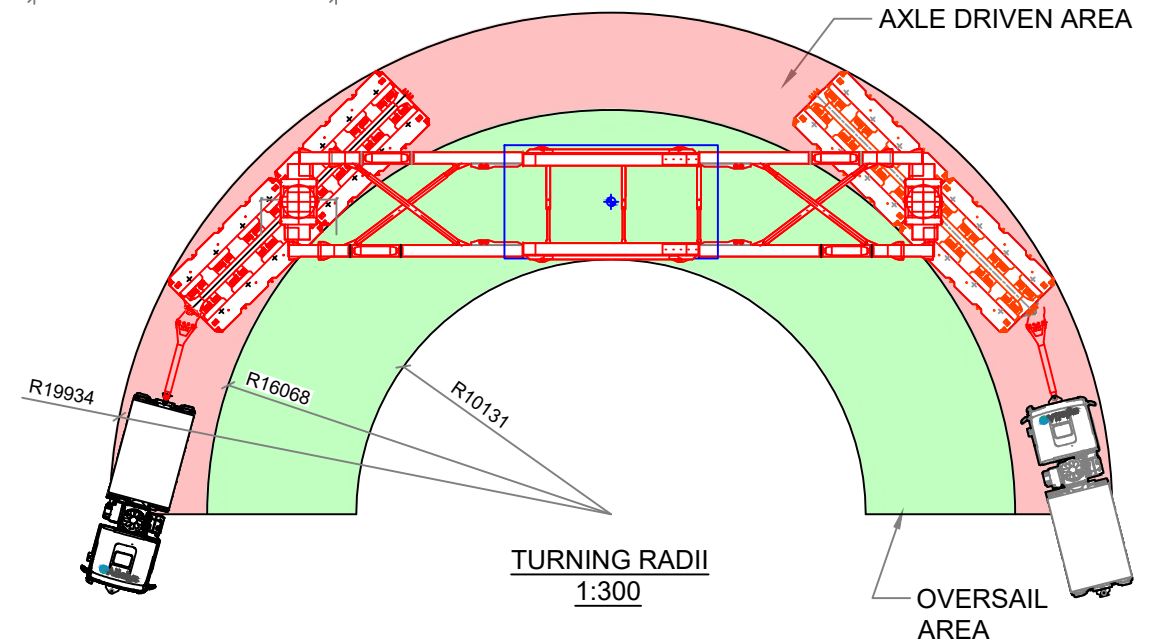 AXLE DRIVEN AREA
R19934
R16068
R10131
TURNING RADII
1:300
OVERSAIL
AREA